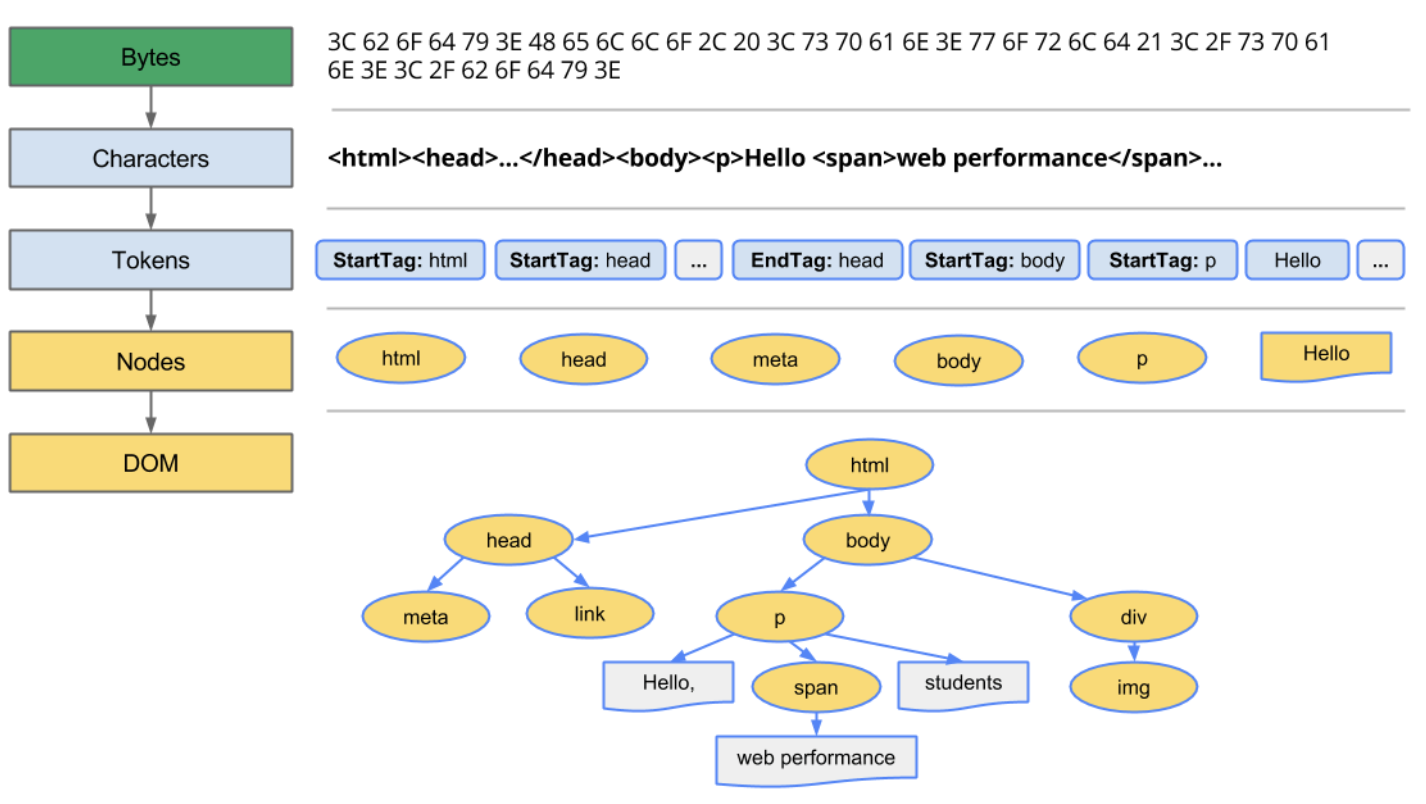 Bytes
3C 62 6F 64 79 3E 48 65 6C 6C 6F 2C 20 3C 73 70 61 6E 3E 77 6F 72 6C 64 21 3C 2F 73 70 61
6E 3E 3C 2F 62 6F 64 79 3E
Characters
<html><head>...</head><body><p>Hello <span>web performance</span>...
Tokens
StartTag: html
StartTag: head
...
EndTag: head
StartTag: body
StartTag: p
Hello
...
Nodes
html
head
meta
body
p
Hello
DOM
html
head
body
meta
link
p
div
Hello,
span
students
img
web performance